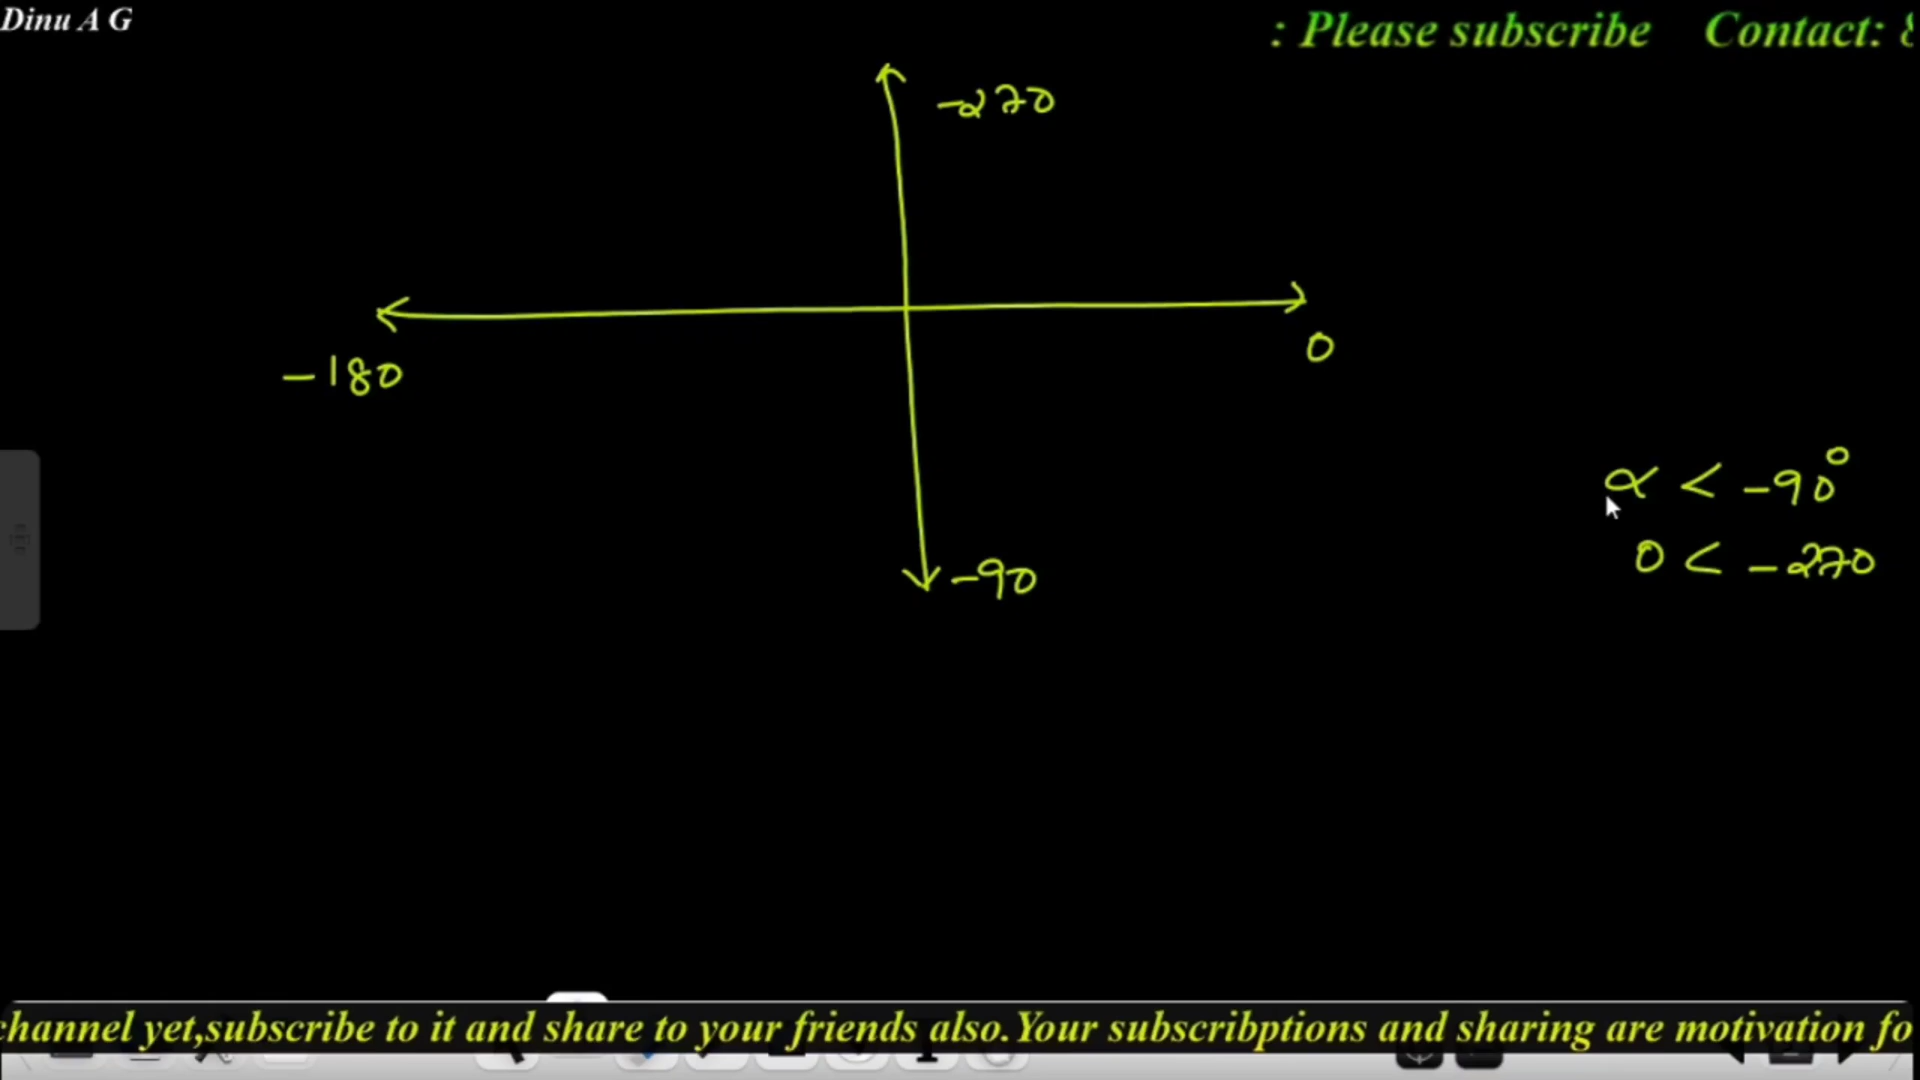 Dinu A G
: Please subscribe Contact:
-270
-180
0
∝ < -90°
0 < -270
-90
channel yet,subscribe to it and share to your friends also.Your subscribptions and sharing are motivation fo